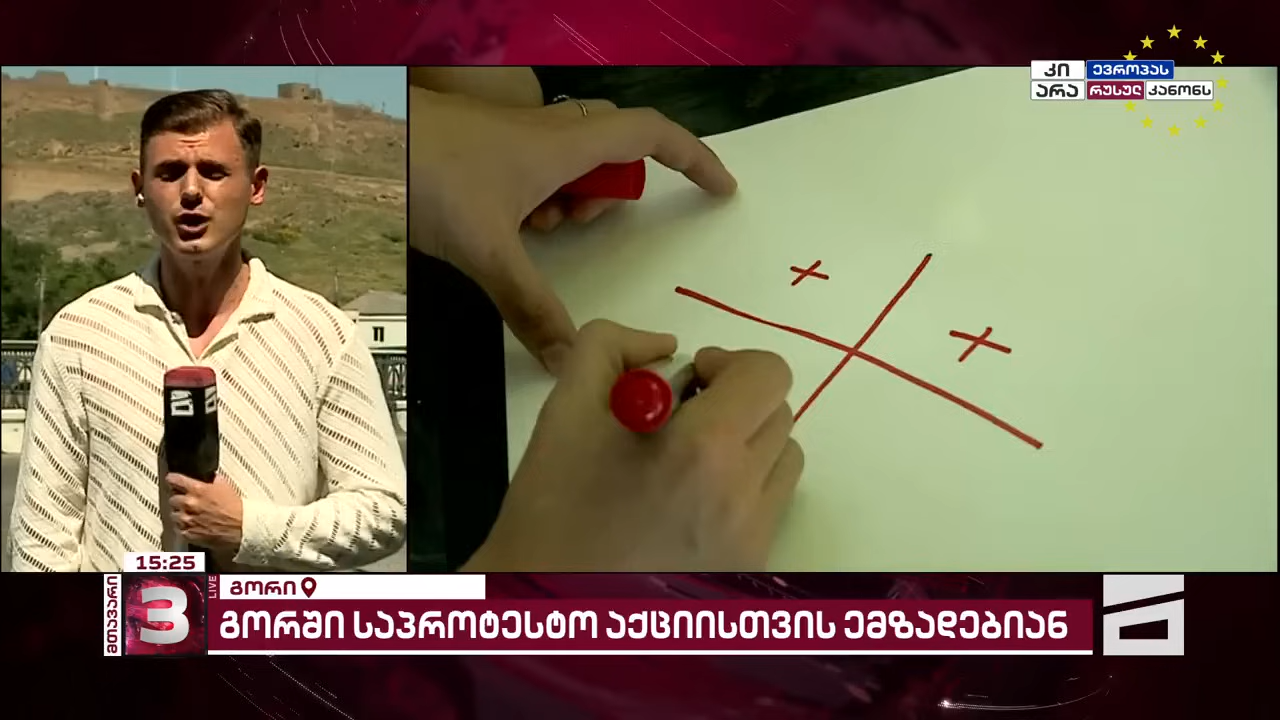 კი ევროპას
არა რუსულ კანონს
15:25
მთავარი
3
LIVE
გორი
გორში საპროტესტო აქციისთვის ემზადებიან